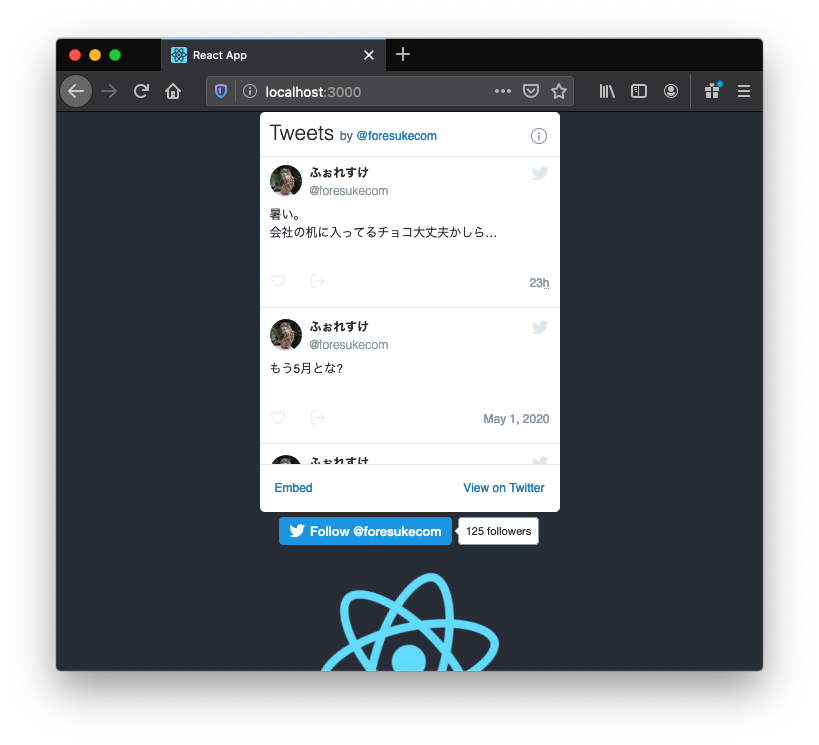 React App
localhost:3000
Tweets by @foresukecom
ふぉれすけ
@foresukecom
暑い。
会社の机に入ってるチョコ大丈夫かしら…
23h
ふぉれすけ
@foresukecom
もう5月とな?
May 1, 2020
ふぉれすけ
Embed
View on Twitter
Follow @foresukecom
125 followers